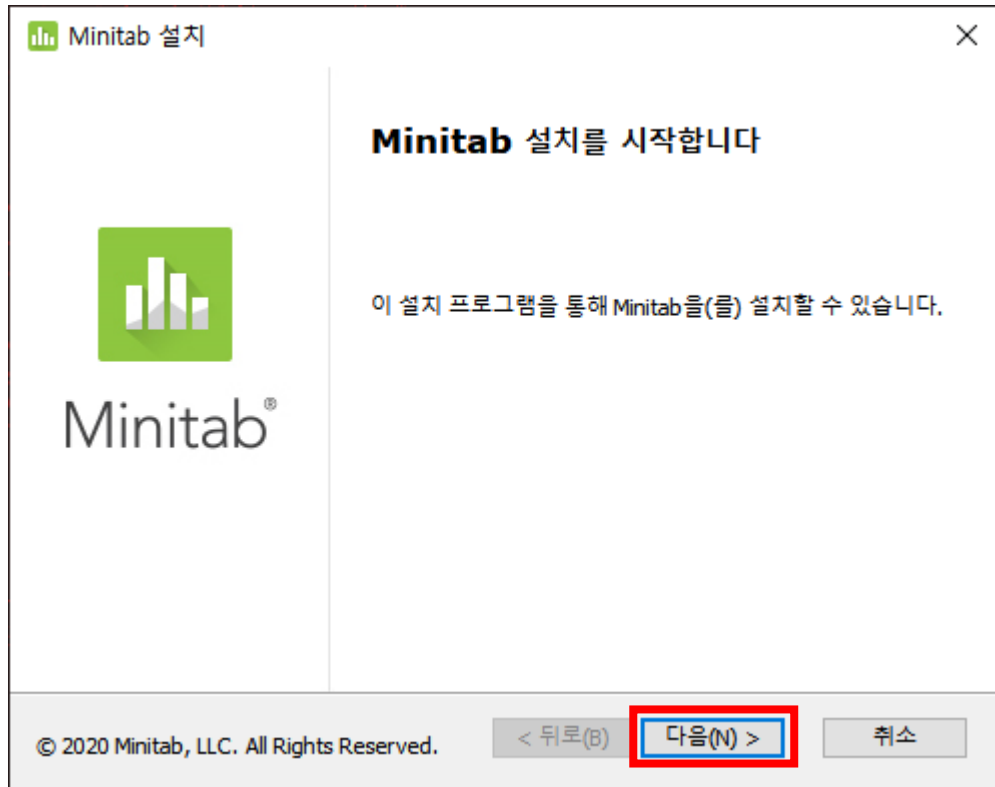 Minitab 설치
Minitab 설치를 시작합니다
이 설치 프로그램을 통해 Minitab을(를) 설치할 수 있습니다.
Minitab®
© 2020 Minitab, LLC. All Rights Reserved.
< 뒤로(B)
다음(N) >
취소